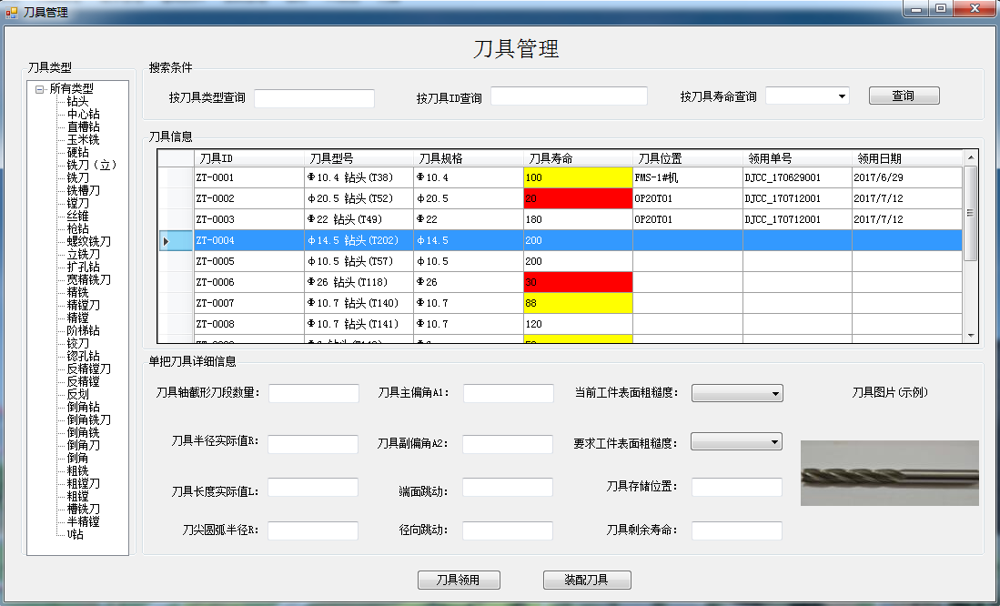 刀具管理
刀具管理
刀具类型
所有类型
钻头
中心钻
直槽钻
玉米铣
硬钻
铣刀（立）
铣刀
铣槽刀
镗刀
丝锥
枪钻
螺纹铣刀
立铣刀
扩孔钻
宽精铣刀
精铣
精镗刀
精镗
阶梯钻
铰刀
锪孔钻
反精镗刀
反精镗
反划
倒角钻
倒角铣刀
倒角铣
倒角刀
倒角
粗铣
粗镗刀
粗镗
槽铣刀
半精镗
U钻
搜索条件
按刀具类型查询 按刀具ID查询 按刀具寿命查询 查询
刀具信息
刀具ID 刀具型号 刀具规格 刀具寿命 刀具位置 领用单号 领用日期
ZT-0001 Φ10.4 钻头(T38) Φ10.4 100 FMS-1#机 DJCC_170629001 2017/6/29
ZT-0002 φ20.5 钻头(T52) φ20.5 20 OP20T01 DJCC_170712001 2017/7/12
ZT-0003 Φ22 钻头(T49) Φ22 180 OP20T01 DJCC_170712001 2017/7/12
ZT-0004 φ14.5 钻头(T202) φ14.5 200
ZT-0005 φ10.5 钻头(T57) φ10.5 200
ZT-0006 Φ26 钻头(T118) Φ26 30
ZT-0007 Φ10.7 钻头(T140) Φ10.7 88
ZT-0008 Φ10.7 钻头(T141) Φ10.7 120
单把刀具详细信息
刀具轴截形刀段数量： 刀具主偏角A1： 当前工件表面粗糙度： 刀具图片(示例)
刀具半径实际值R： 刀具副偏角A2： 要求工件表面粗糙度：
刀具长度实际值L： 端面跳动： 刀具存储位置：
刀尖圆弧半径R： 径向跳动： 刀具剩余寿命：
刀具领用 装配刀具